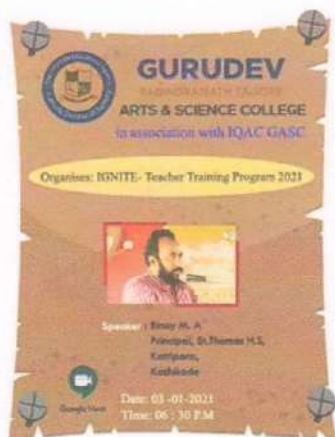 GURUDEV
RABINDRANATH TAGORE
ARTS & SCIENCE COLLEGE
in association with IQAC GASC
Organises: IGNITE- Teacher Training Program 2021
Speaker : Binoy M. A
Principal, St.Thomas H.S,
Kozhikode
Google Meet
Date: 03 -01-2021
Time: 06 : 30 P.M